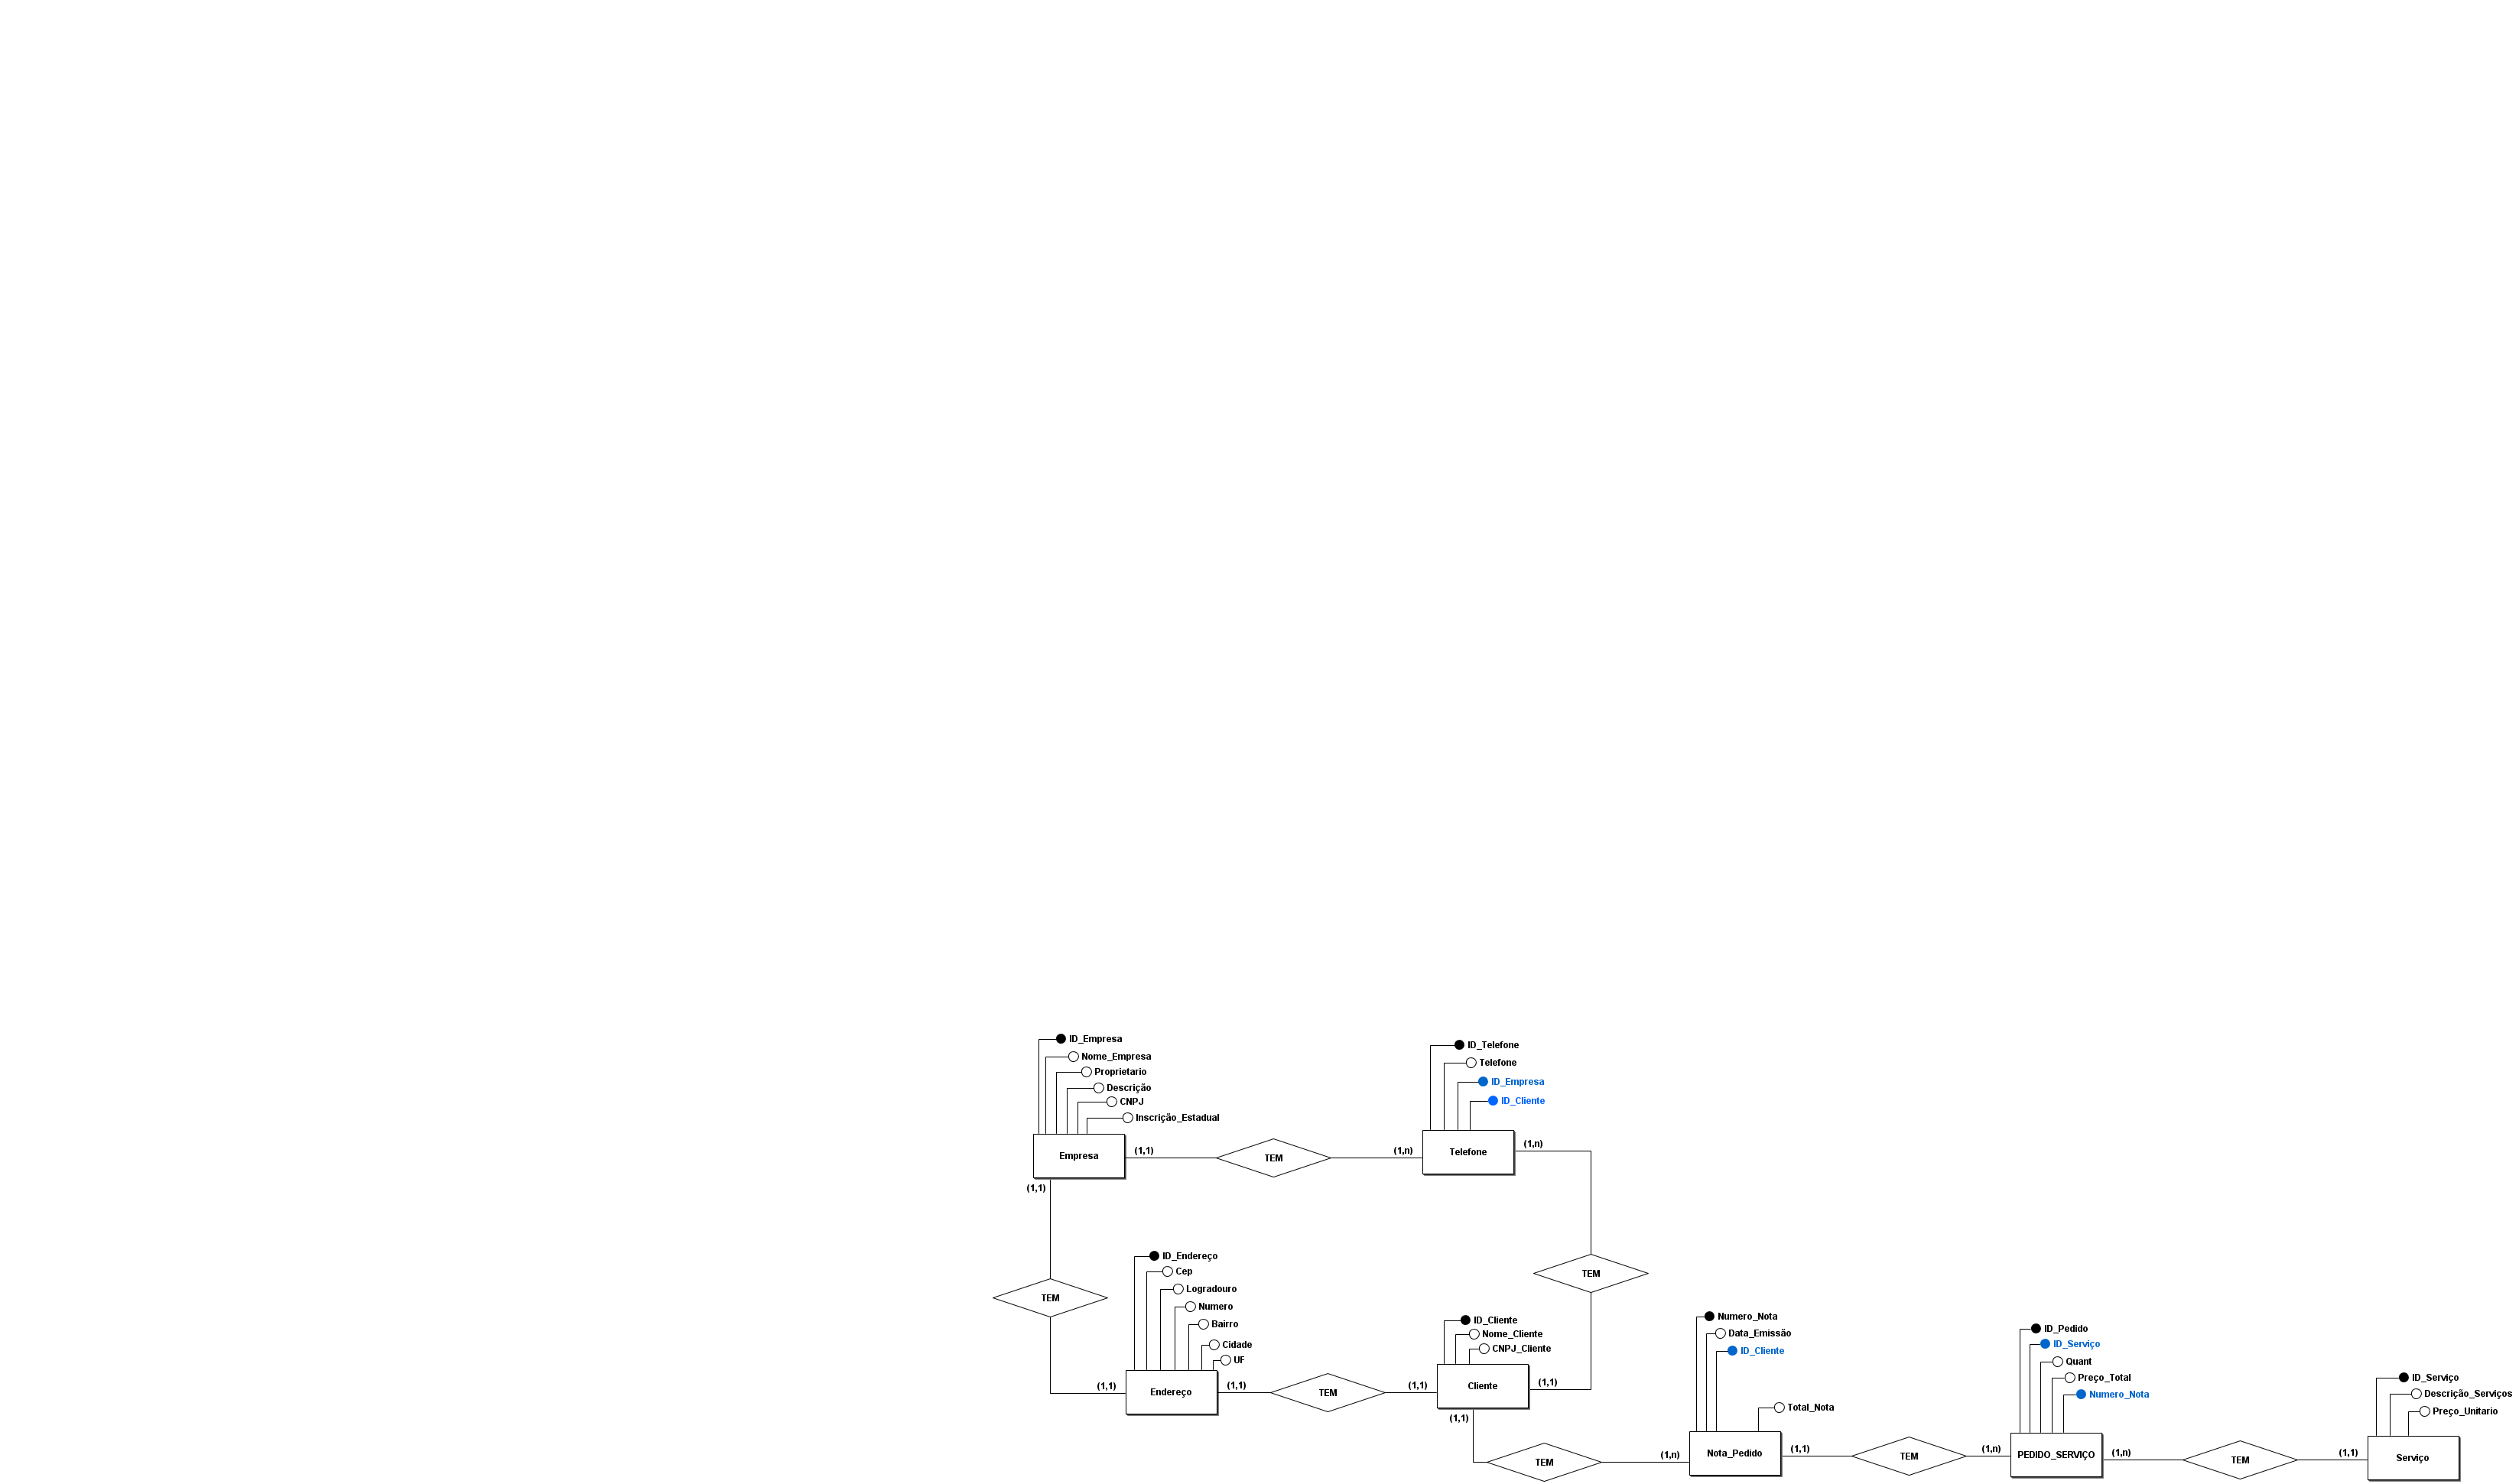 ID_Empresa
Nome_Empresa
Proprietario
Descrição
CNPJ
Inscrição_Estadual
Empresa
(1,1)
TEM
(1,n)
ID_Telefone
Telefone
ID_Empresa
ID_Cliente
Telefone
(1,n)
(1,1)
TEM
(1,1)
ID_Endereço
Cep
Logradouro
Numero
Bairro
Cidade
UF
Endereço
(1,1)
TEM
(1,1)
TEM
ID_Cliente
Nome_Cliente
CNPJ_Cliente
Cliente
(1,1)
(1,1)
TEM
(1,n)
Numero_Nota
Data_Emissão
ID_Cliente
Total_Nota
Nota_Pedido
(1,1)
TEM
(1,n)
ID_Pedido
ID_Serviço
Quant
Preço_Total
Numero_Nota
PEDIDO_SERVIÇO
(1,n)
TEM
(1,1)
ID_Serviço
Descrição_Serviços
Preço_Unitario
Serviço